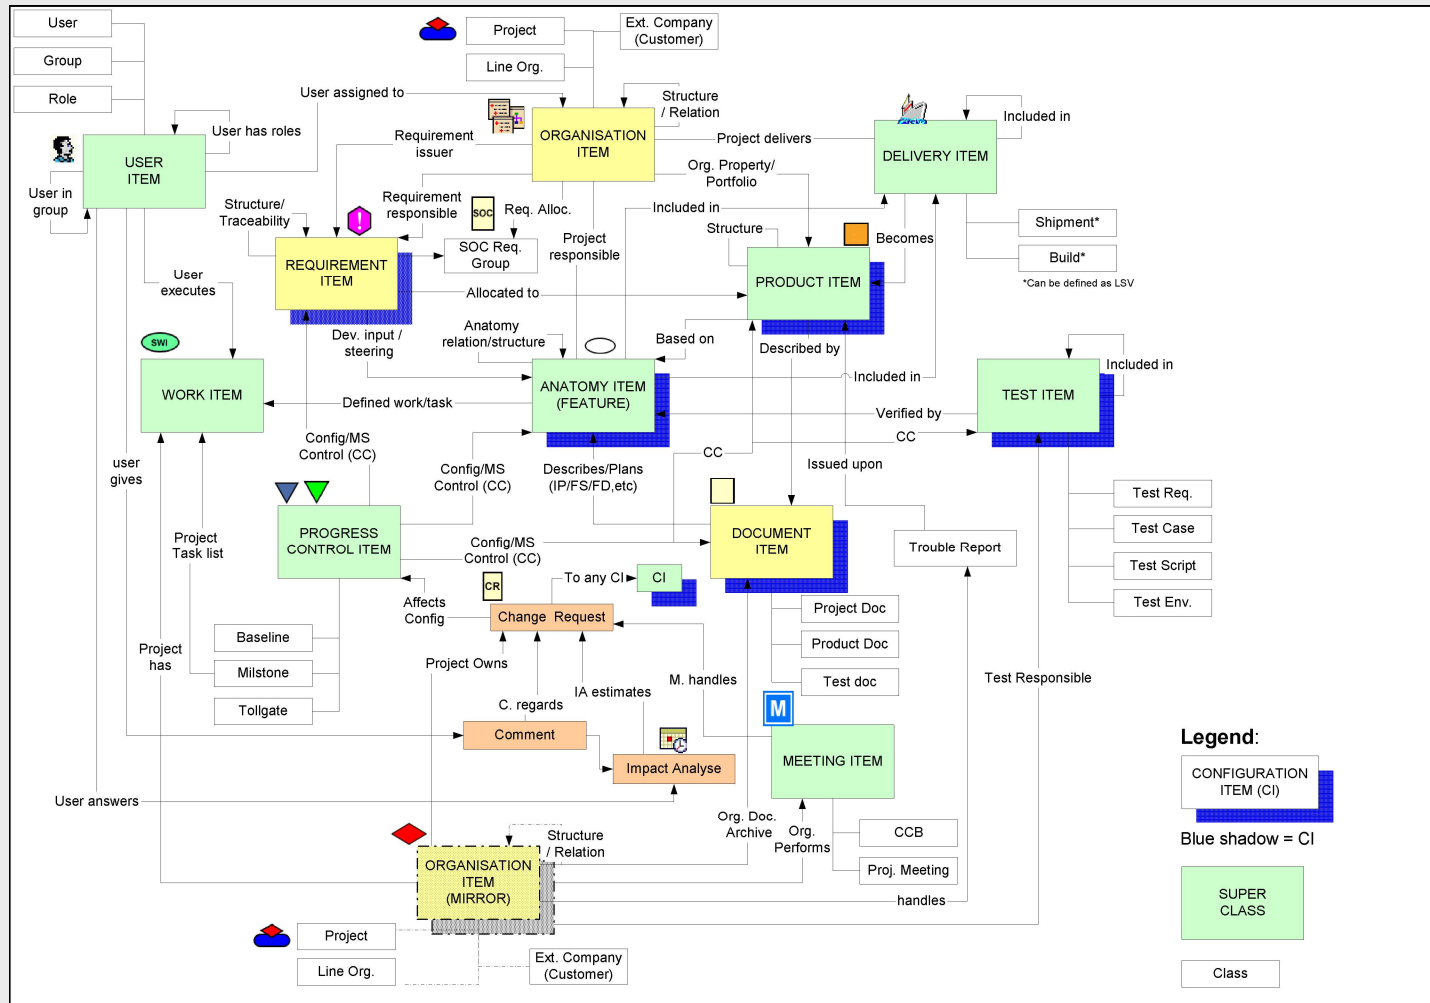 User
Group
Role
Project
Line Org.
Ext. Company
(Customer)
User assigned to
User has roles
USER
ITEM
User in
group
Requirement
issuer
ORGANISATION
ITEM
Structure
/ Relation
Project delivers
DELIVERY ITEM
Included in
Org. Property/
Portfolio
Structure/
Traceability
!
Requirement
responsible
SOC
Req. Alloc.
SOC Req.
Group
Project
responsible
Included in
Structure
Becomes
Shipment*
Build*
*Can be defined as LSV
REQUIREMENT
ITEM
PRODUCT ITEM
User
executes
Allocated to
Dev. input /
steering
Anatomy
relation/structure
Based on
Described by
SWI
WORK ITEM
ANATOMY ITEM
(FEATURE)
Included in
TEST ITEM
Included in
Defined work/task
Verified by
Config/MS
Control (CC)
CC
CC
user
gives
Config/MS
Control (CC)
Describes/Plans
(IP/FS/FD,etc)
Issued upon
Test Req.
Test Case
Test Script
Test Env.
Project
Task list
PROGRESS
CONTROL ITEM
Config/MS
Control (CC)
DOCUMENT
ITEM
Trouble Report
CR
To any CI
CI
Affects
Config
Change Request
Project Doc
Product Doc
Test doc
Baseline
Milstone
Tollgate
Project
has
Project Owns
IA estimates
M. handles
C. regards
Test Responsible
Comment
Impact Analyse
M
MEETING ITEM
User answers
Org. Doc.
Archive
Org.
Performs
CCB
Proj. Meeting
Structure
/ Relation
ORGANISATION
ITEM
(MIRROR)
handles
Project
Line Org.
Ext. Company
(Customer)
Legend:
CONFIGURATION
ITEM (CI)
Blue shadow = CI
SUPER
CLASS
Class